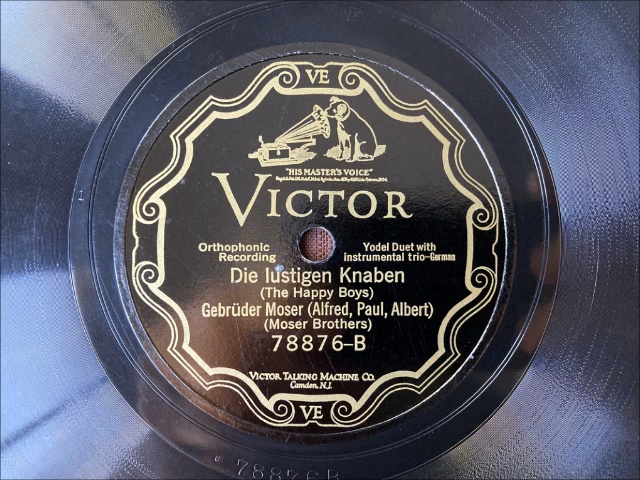 VE
"HIS MASTER'S VOICE"
VICTOR
Orthophonic Recording
Yodel Duet with instrumental trio-German
Die lustigen Knaben
(The Happy Boys)
Gebrüder Moser (Alfred, Paul, Albert)
(Moser Brothers)
78876-B
VICTOR TALKING MACHINE CO.
Camden, N.J.
VE
78876B